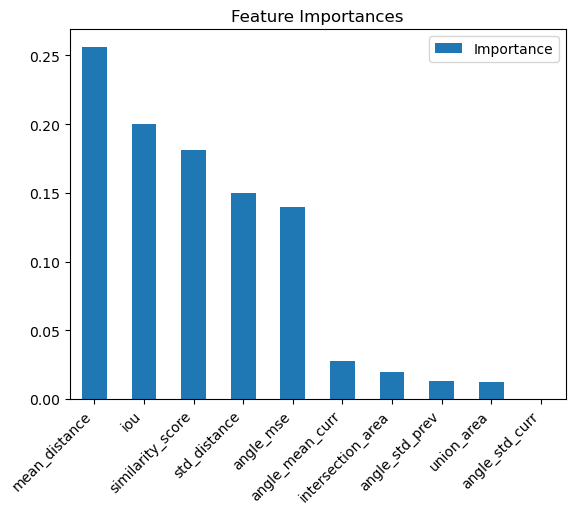 Feature Importances
Importance
0.25
0.20
0.15
0.10
0.05
0.00
mean_distance
iou
similarity_score
std_distance
angle_mse
angle_mean_curr
intersection_area
angle_std_prev
union_area
angle_std_curr